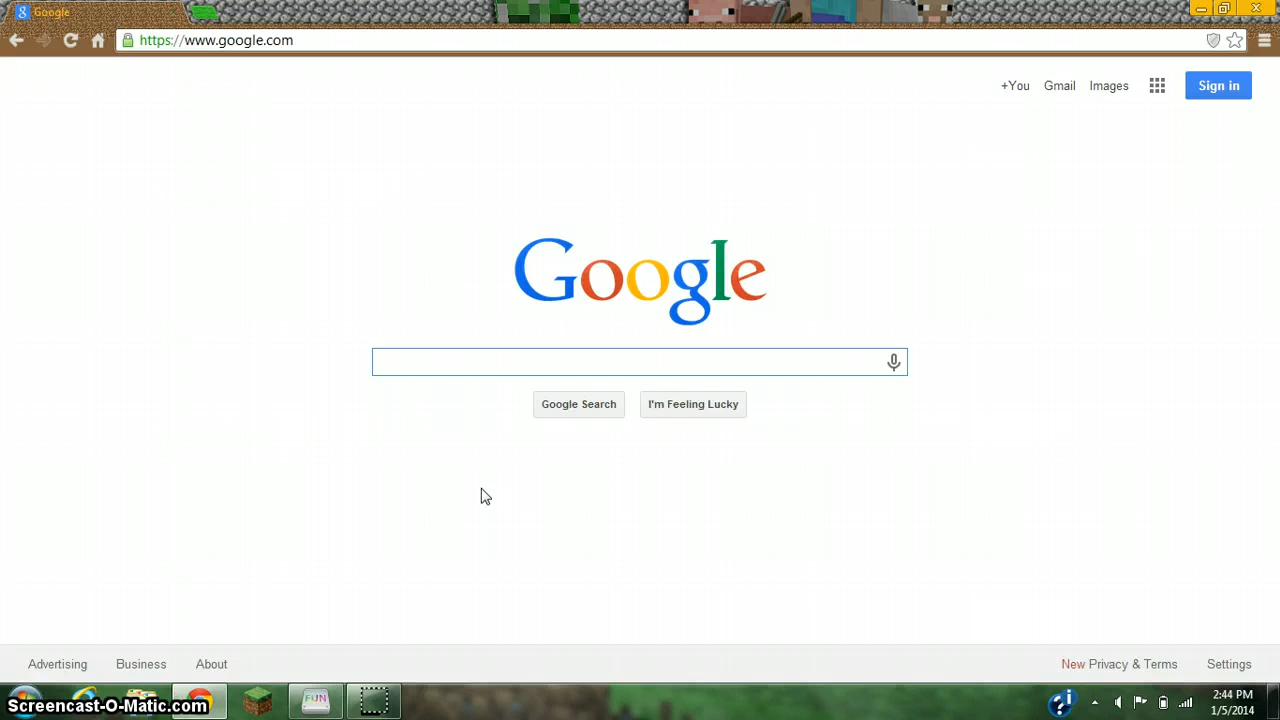 Google
https://www.google.com
+You Gmail Images Sign in
Google
Google Search I'm Feeling Lucky
Advertising Business About New Privacy & Terms Settings
FUN
2:44 PM
1/5/2014
Screencast-O-Matic.com